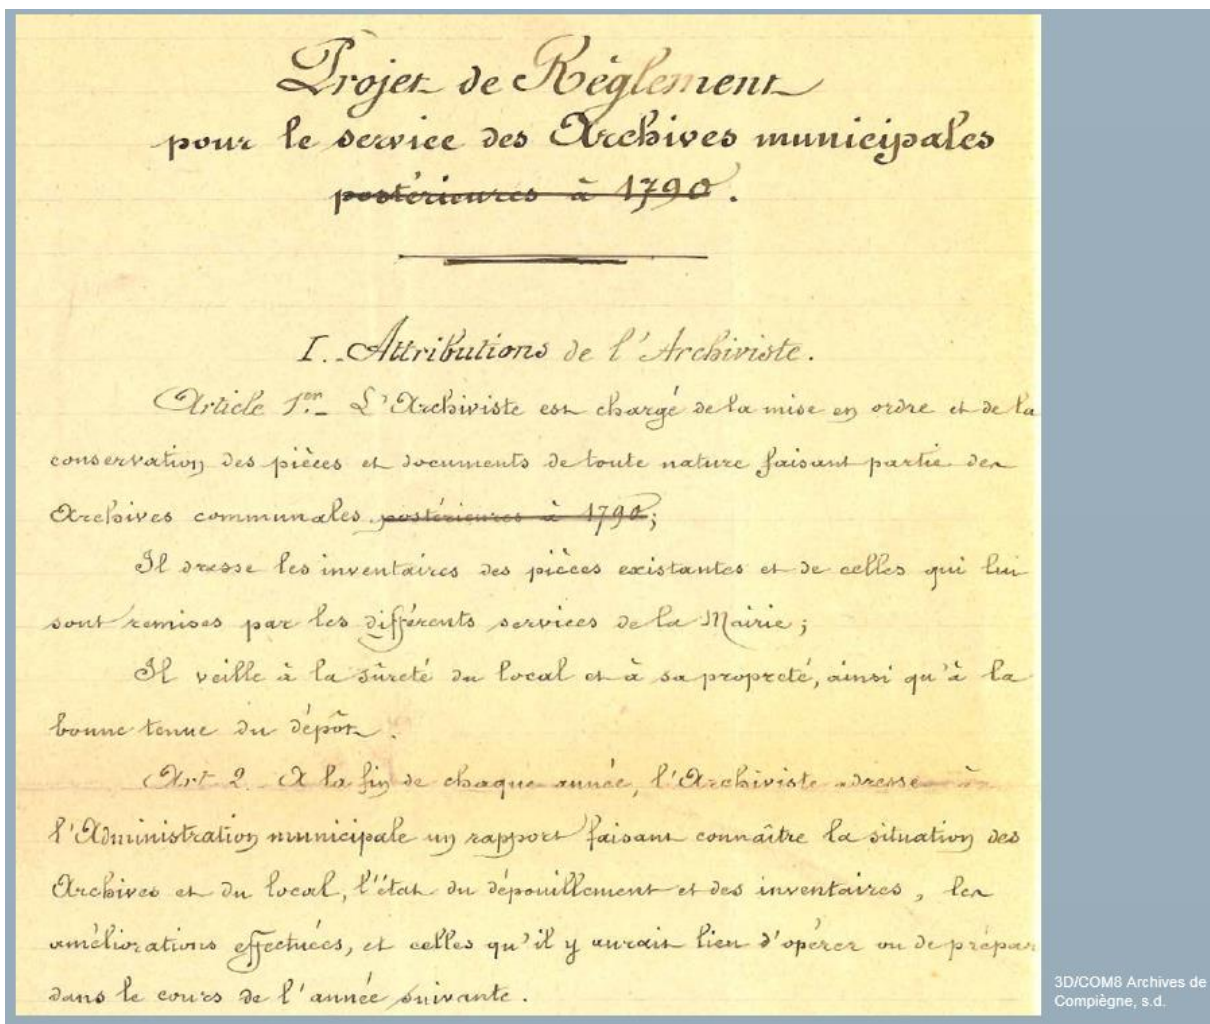 Projet de Règlement
pour le service des Archives municipales
postérieures à 1790.
I. Attributions de l'Archiviste.
Article 1er. L'Archiviste est chargé de la mise en ordre et de la
conservation des pièces et documents de toute nature faisant partie des
Archives communales postérieures à 1790;
Il dresse les inventaires des pièces existantes et de celles qui lui
sont remises par les différents services de la Mairie;
Il veille à la sûreté du local et à sa propreté, ainsi qu'à la
bonne tenue du dépôt.
Art 2. A la fin de chaque année, l'Archiviste adresse à
l'Administration municipale un rapport faisant connaître la situation des
Archives et du local, l'état du dépouillement et des inventaires, les
améliorations effectuées, et celles qu'il y aurait lieu d'opérer ou de prépar
dans le cours de l'année suivante.
3D/COM8 Archives de
Compiègne, s.d.